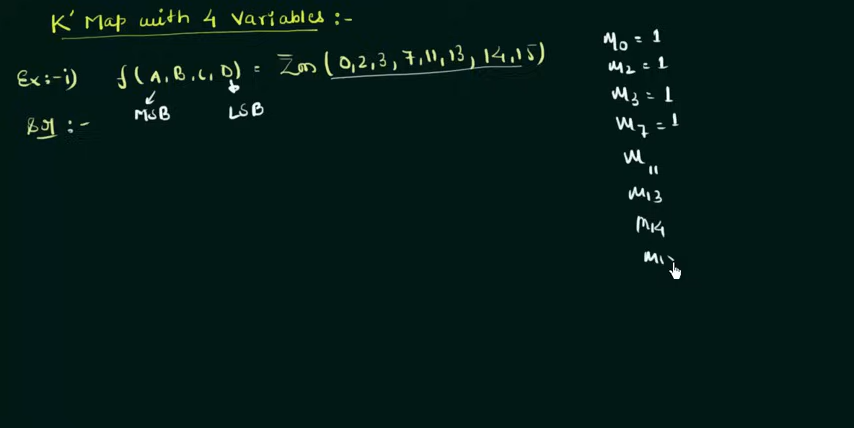 K' Map with 4 Variables :-
Ex:-i) f(A,B,C,D) = Σm (0,2,3,7,11,13,14,15)
MSB LSB
Sol :-
m0 = 1
m2 = 1
m3 = 1
m7 = 1
m11
m13
m14